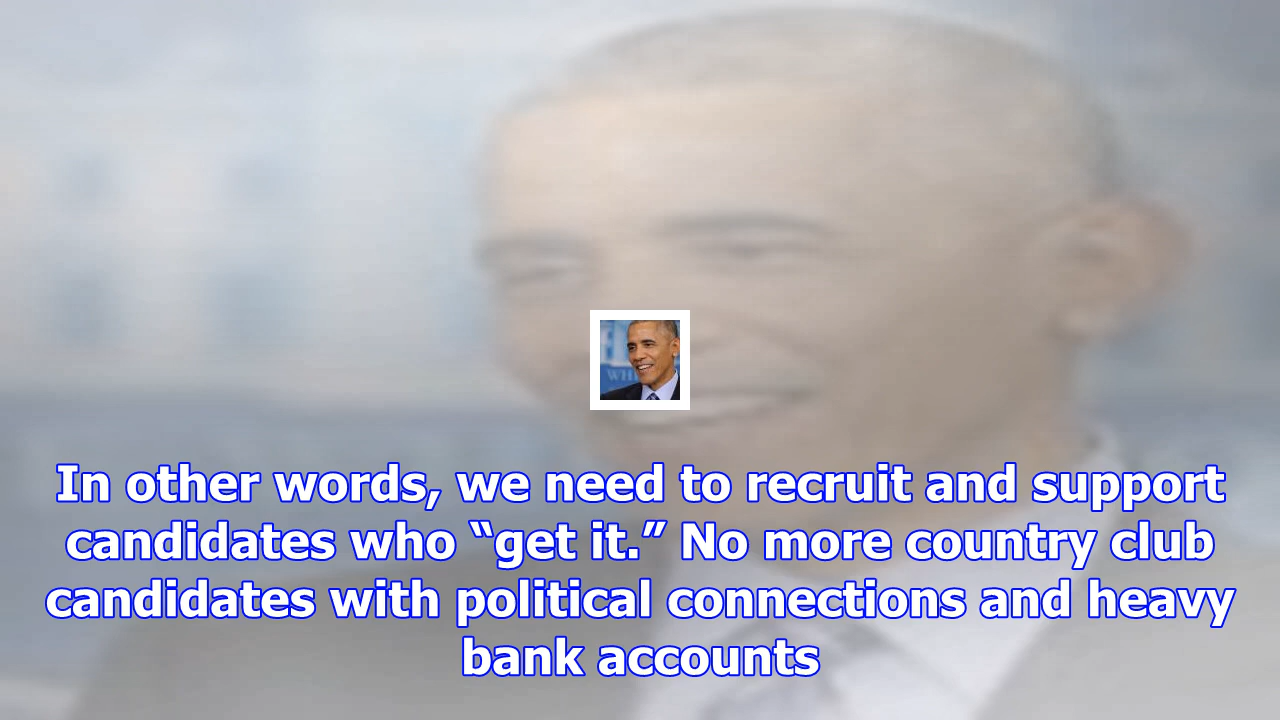 WHI
In other words, we need to recruit and support
candidates who “get it.” No more country club
candidates with political connections and heavy
bank accounts